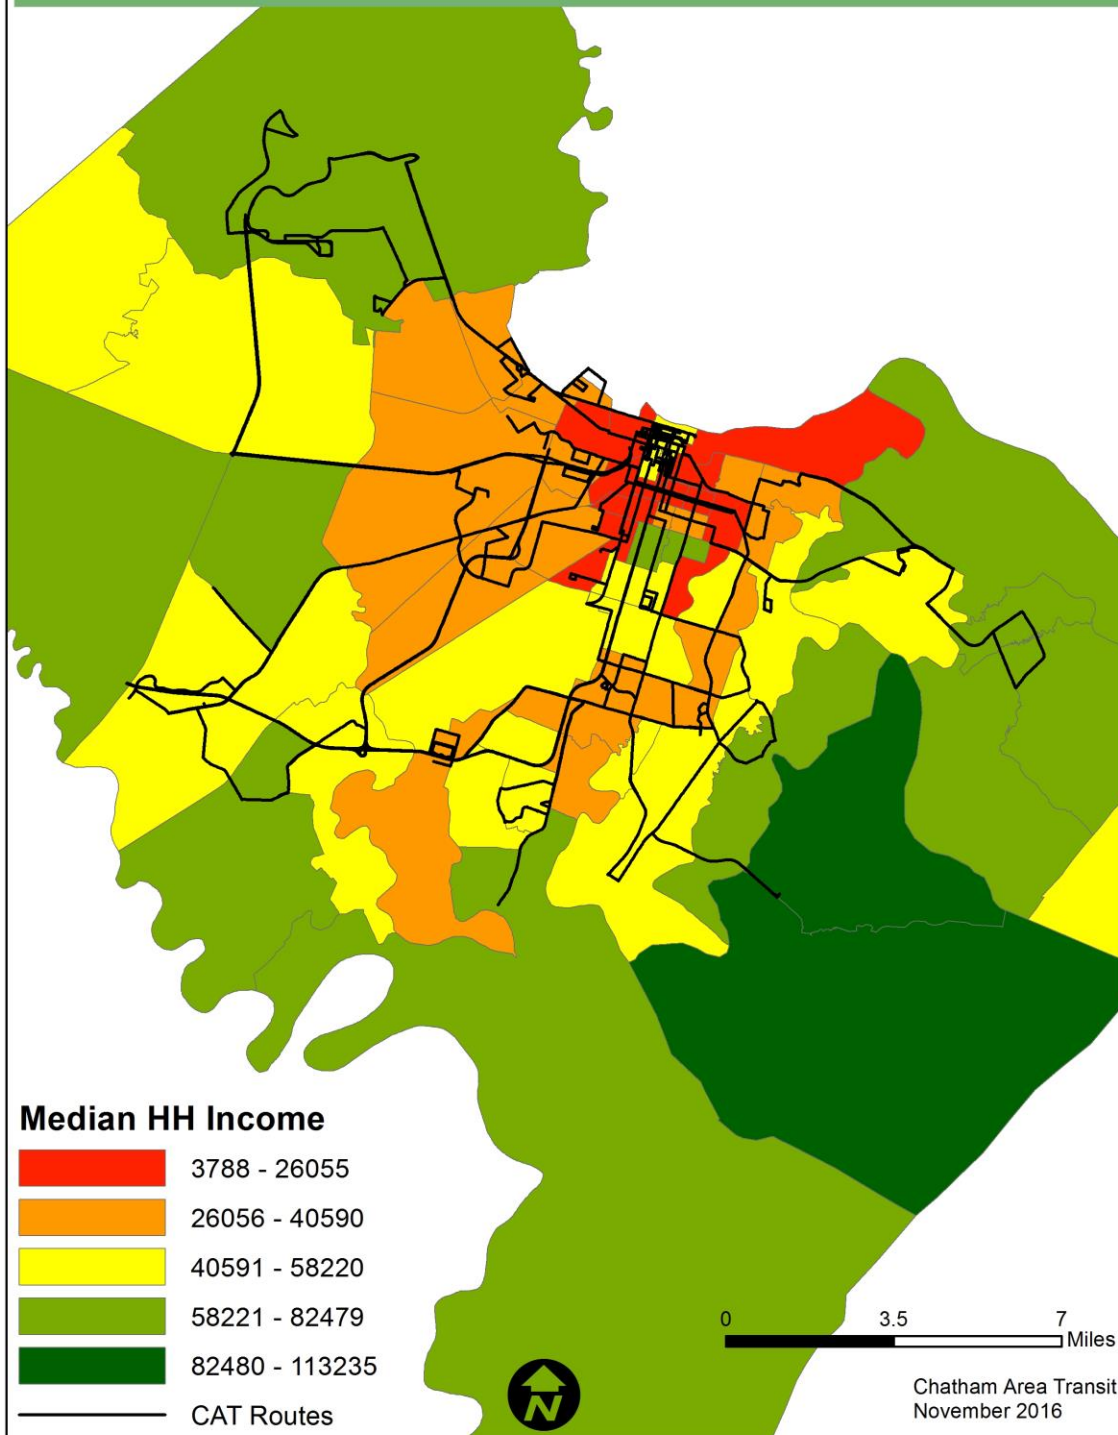 Median HH Income
3788 - 26055
26056 - 40590
40591 - 58220
58221 - 82479
82480 - 113235
CAT Routes
N
0 3.5 7
Miles
Chatham Area Transit
November 2016